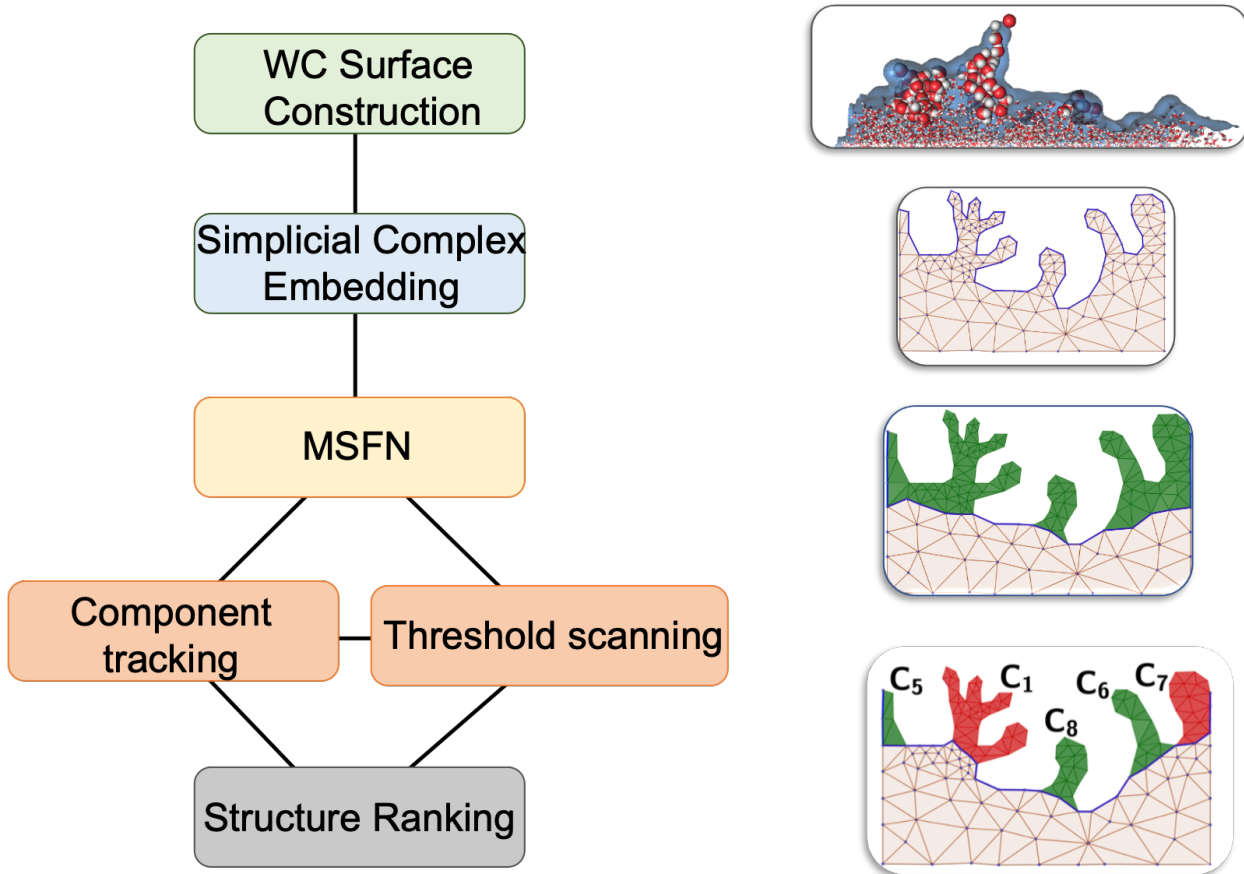 WC Surface
Construction
Simplicial Complex
Embedding
MSFN
Component
tracking
Threshold scanning
Structure Ranking
C5
C1
C8
C6
C7